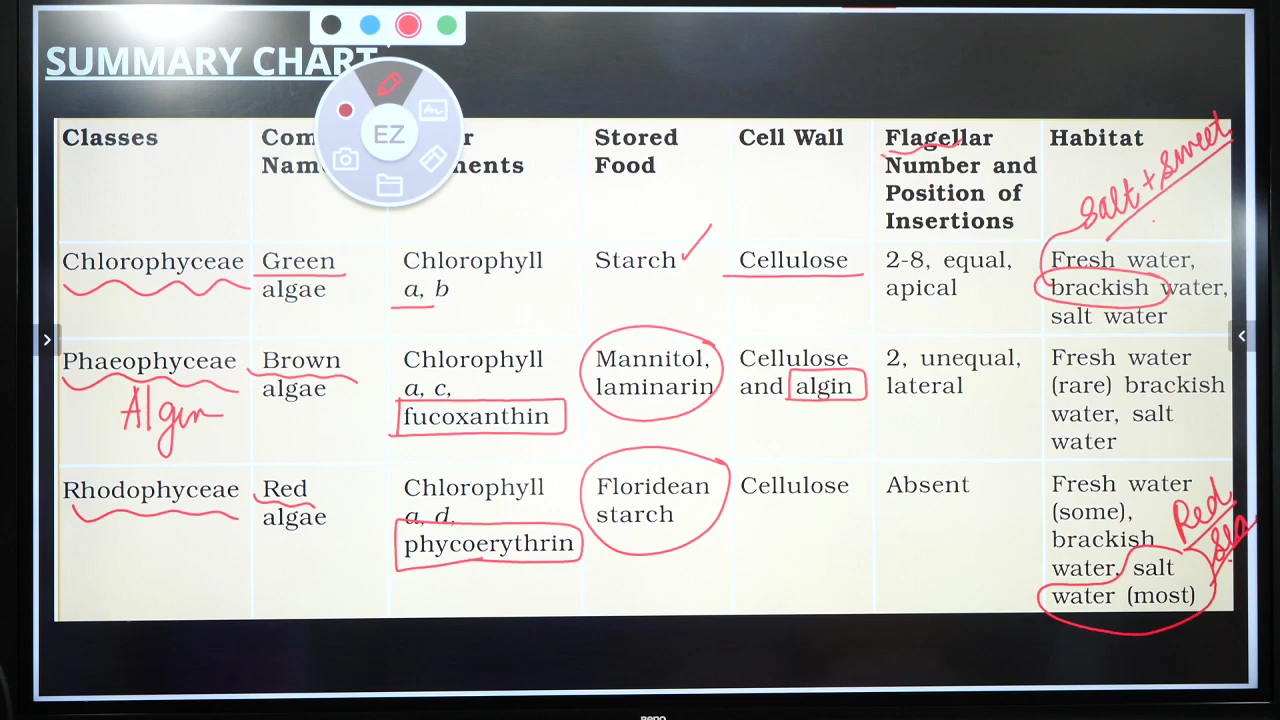 SUMMARY CHART
EZ
Classes
Stored Food
Cell Wall
Flagellar Number and Position of Insertions
Habitat
Salt + Sweet
Chlorophyceae
Green algae
Chlorophyll a, b
Starch
Cellulose
2-8, equal, apical
Fresh water, brackish water, salt water
Phaeophyceae
Algin
Brown algae
Chlorophyll a, c, fucoxanthin
Mannitol, laminarin
Cellulose and algin
2, unequal, lateral
Fresh water (rare) brackish water, salt water
Rhodophyceae
Red algae
Chlorophyll a, d, phycoerythrin
Floridean starch
Cellulose
Absent
Fresh water (some), brackish water, salt water (most)
Red Sea